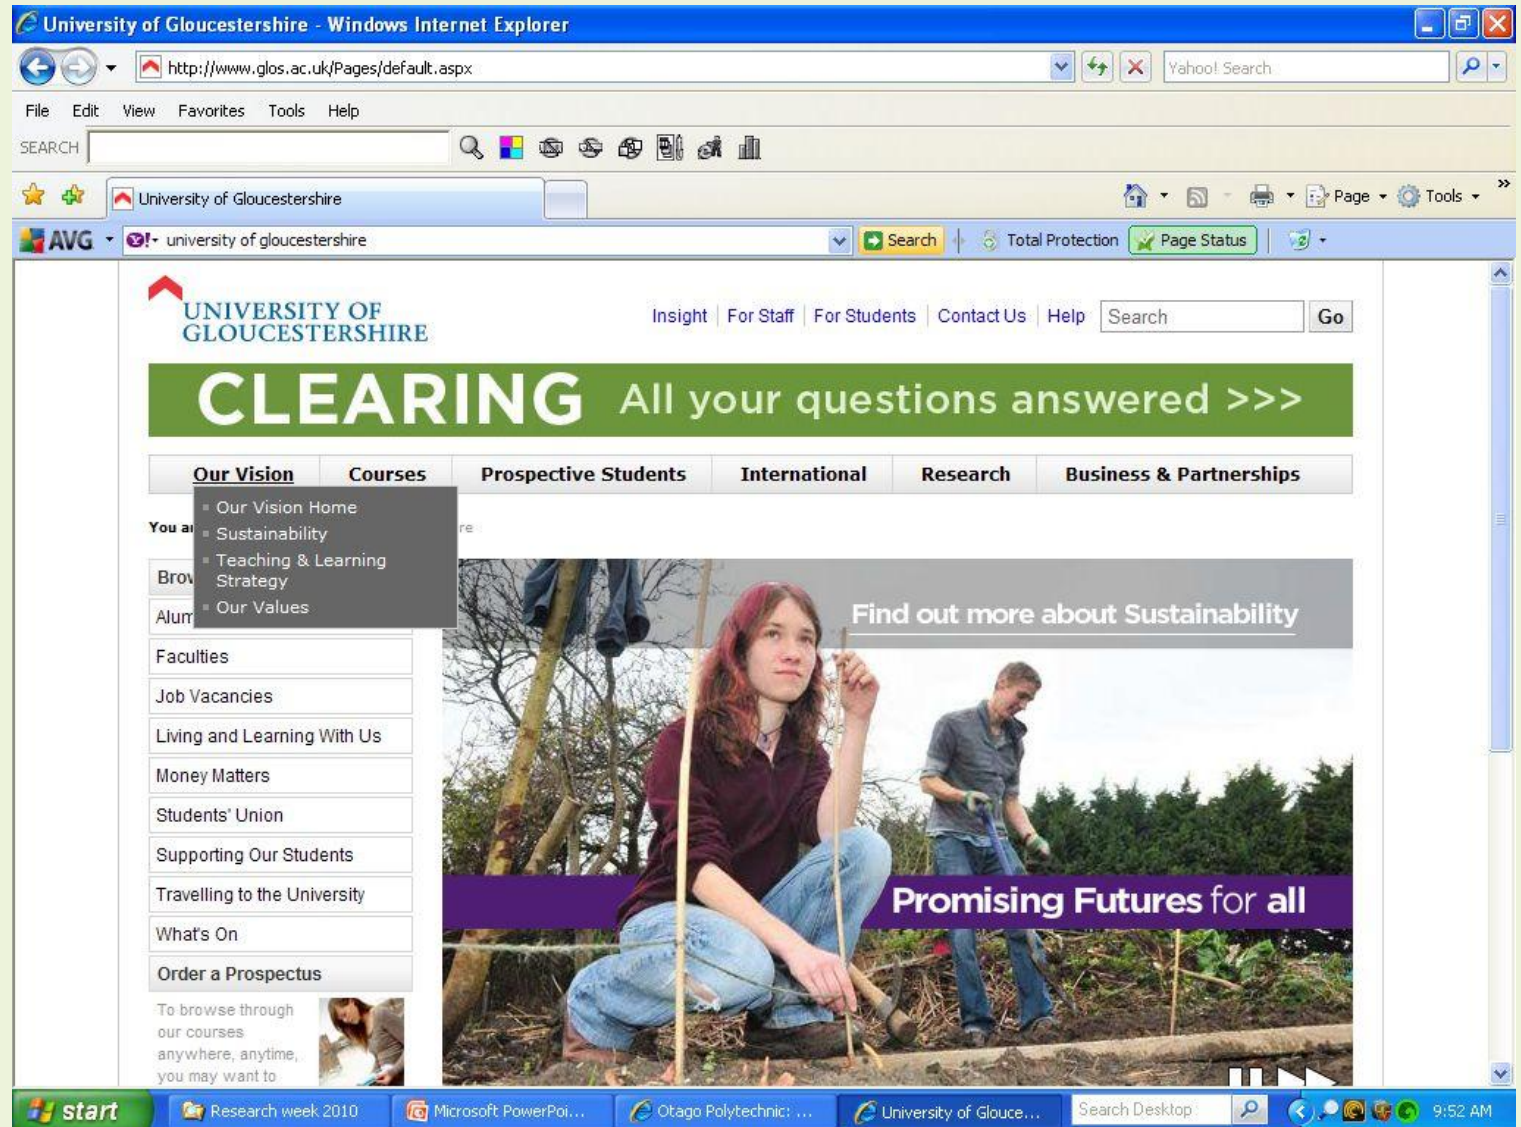 University of Gloucestershire - Windows Internet Explorer
http://www.glos.ac.uk/Pages/default.aspx
Yahoo! Search
File Edit View Favorites Tools Help
SEARCH
University of Gloucestershire
Page Tools »
AVG Y! university of gloucestershire Search Total Protection Page Status
UNIVERSITY OF
GLOUCESTERSHIRE
Insight For Staff For Students Contact Us Help Search Go
CLEARING All your questions answered >>>
Our Vision Courses Prospective Students International Research Business & Partnerships
Our Vision Home
Sustainability
Teaching & Learning
Strategy
Our Values
You
Find out more about Sustainability
Faculties
Job Vacancies
Living and Learning With Us
Money Matters
Students' Union
Supporting Our Students
Travelling to the University
What's On
Promising Futures for all
Order a Prospectus
To browse through
our courses
anywhere, anytime,
you may want to
start Research week 2010 Microsoft PowerPoi... Otago Polytechnic: ... University of Glouce... Search Desktop 9:52 AM